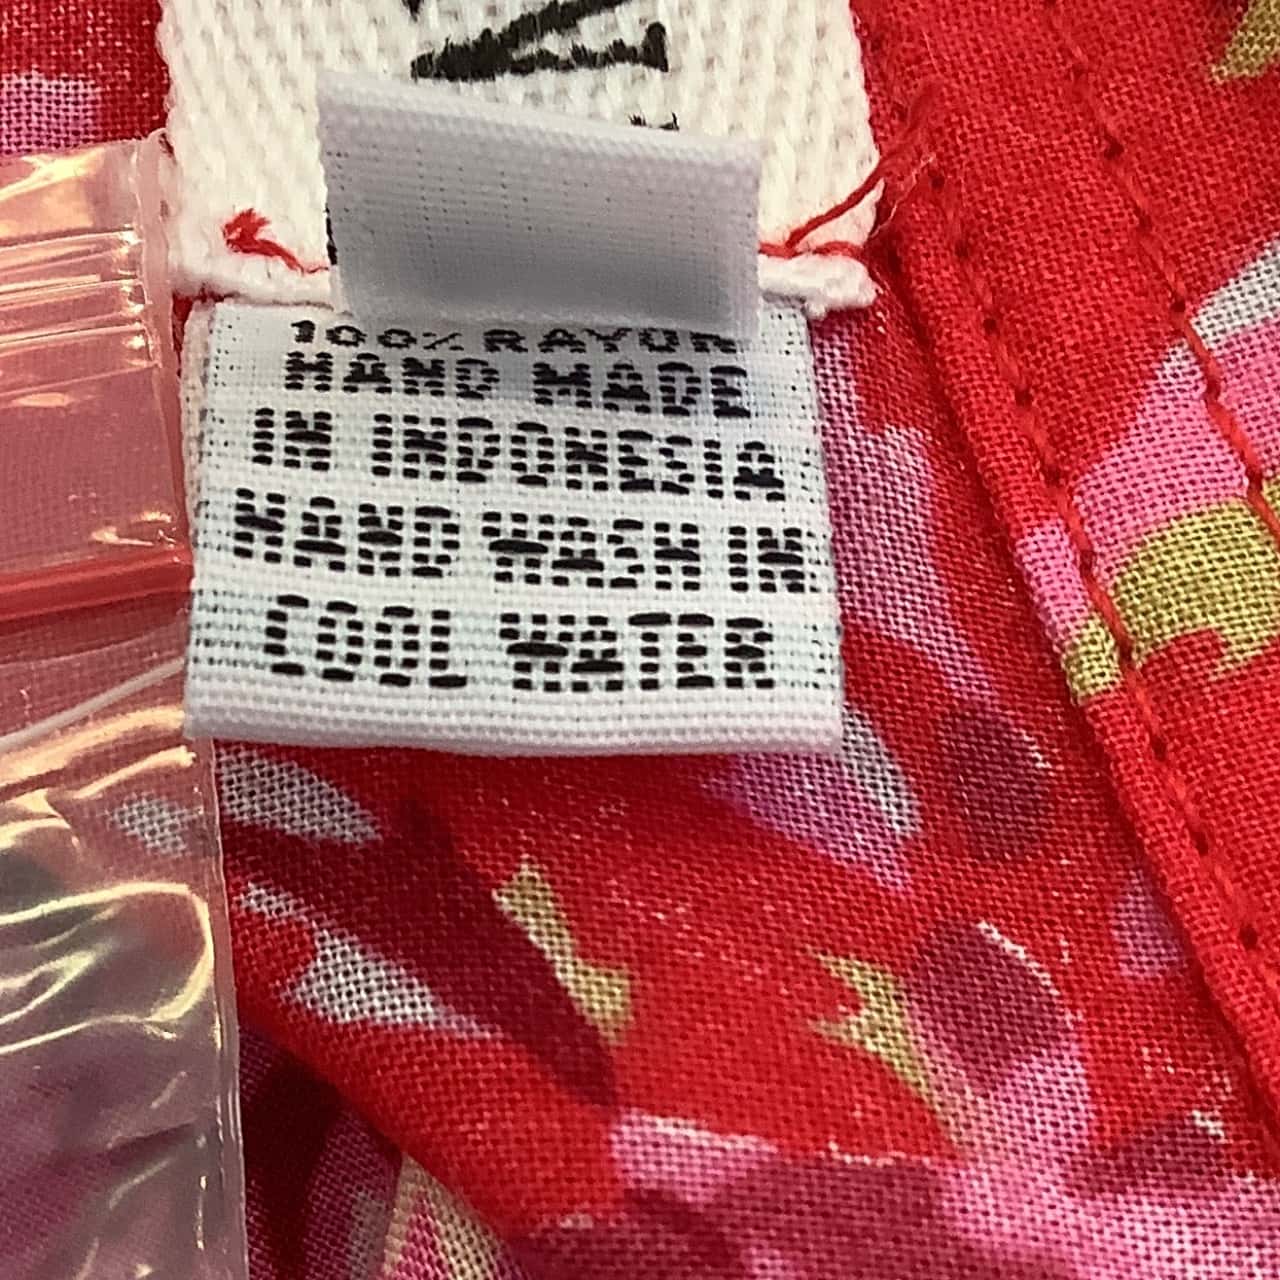 100% RAYON
HAND MADE
IN INDONESIA
HAND WASH IN
COOL WATER